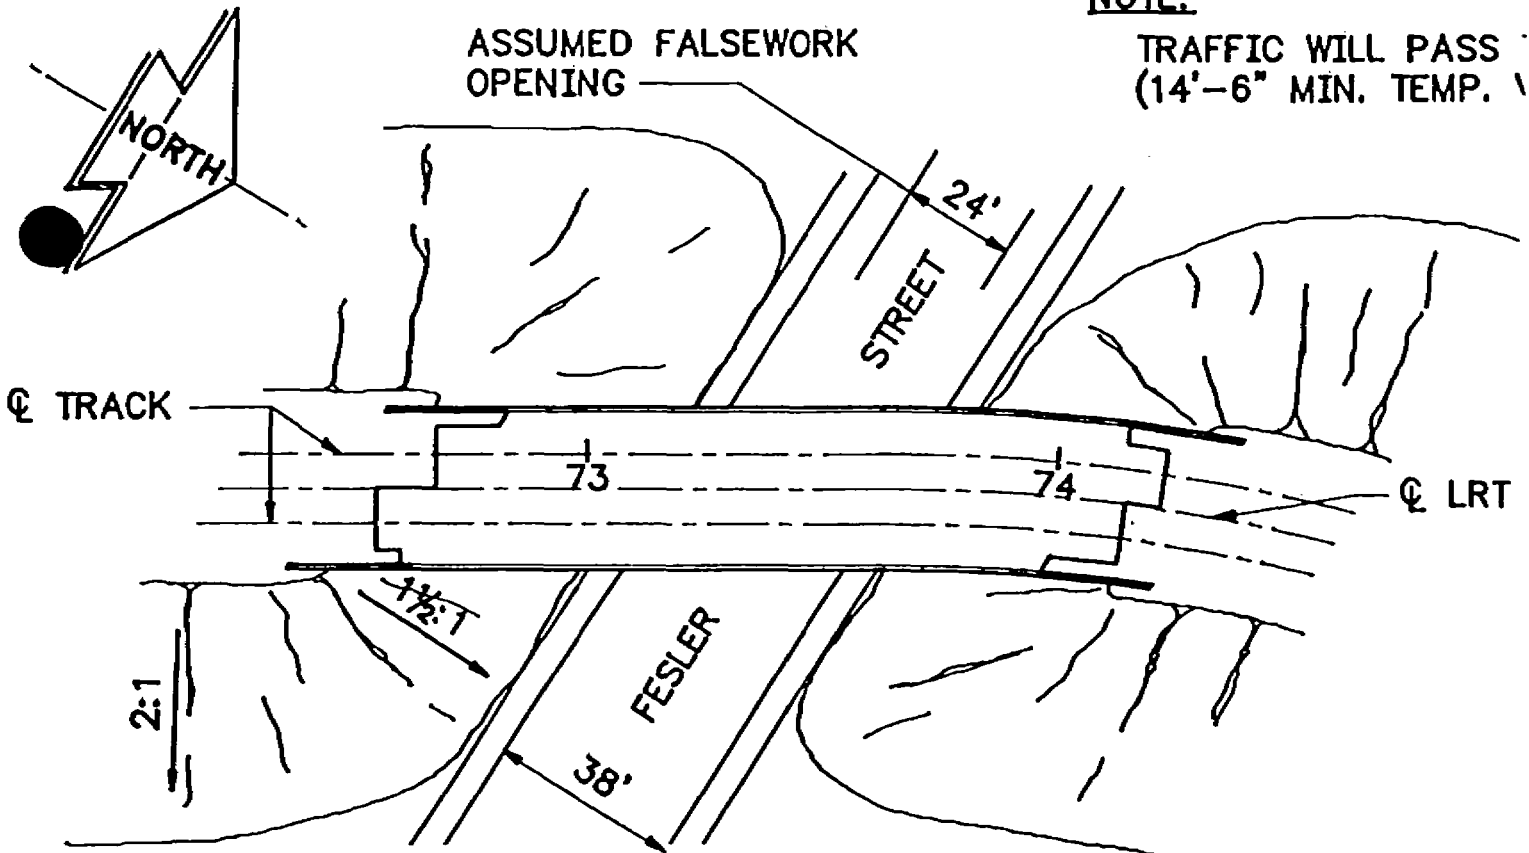 NOTE:
ASSUMED FALSEWORK
OPENING
TRAFFIC WILL PASS
(14'-6" MIN. TEMP.
NORTH
24'
STREET
℄ TRACK
73
74
℄ LRT
1½:1
2:1
FESLER
38'